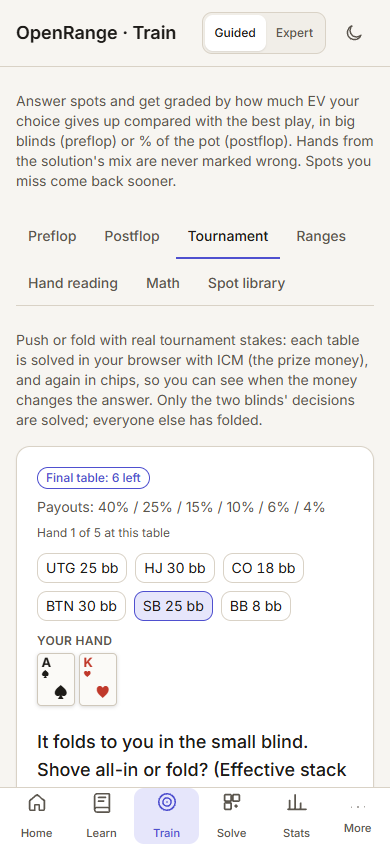 OpenRange · Train
Guided
Expert
Answer spots and get graded by how much EV your
choice gives up compared with the best play, in big
blinds (preflop) or % of the pot (postflop). Hands from
the solution's mix are never marked wrong. Spots you
miss come back sooner.
Preflop
Postflop
Tournament
Ranges
Hand reading
Math
Spot library
Push or fold with real tournament stakes: each table
is solved in your browser with ICM (the prize money),
and again in chips, so you can see when the money
changes the answer. Only the two blinds' decisions
are solved; everyone else has folded.
Final table: 6 left
Payouts: 40% / 25% / 15% / 10% / 6% / 4%
Hand 1 of 5 at this table
UTG 25 bb
HJ 30 bb
CO 18 bb
BTN 30 bb
SB 25 bb
BB 8 bb
YOUR HAND
A
K
It folds to you in the small blind.
Shove all-in or fold? (Effective stack
Home
Learn
Train
Solve
Stats
More